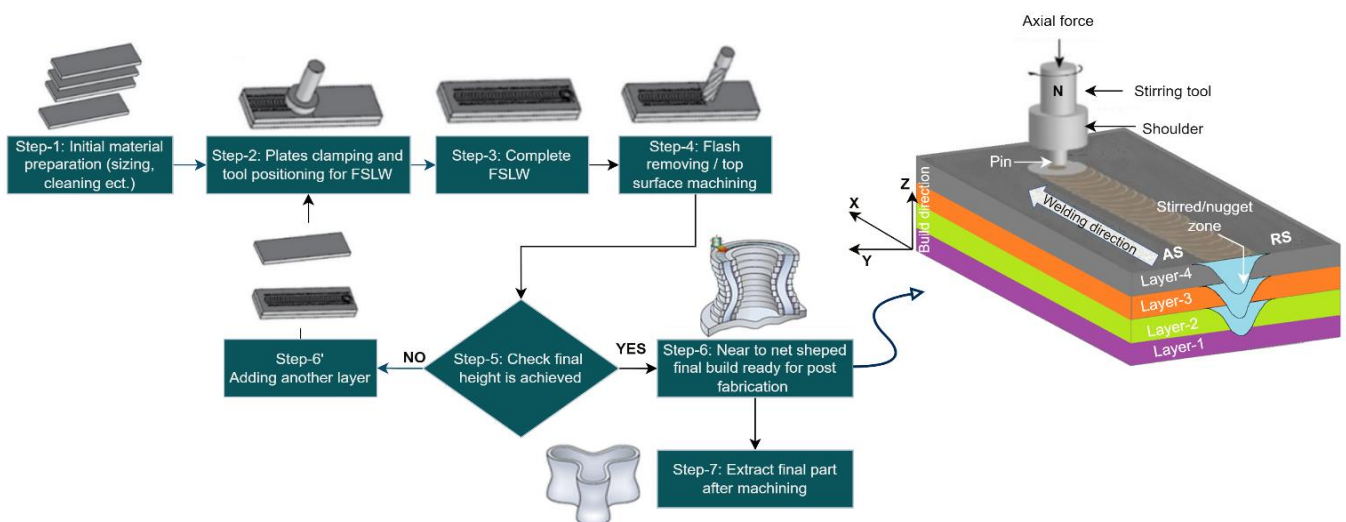 Step-1: Initial material
preparation (sizing,
cleaning ect.)
Step-2: Plates clamping and
tool positioning for FSLW
Step-3: Complete
FSLW
Step-4: Flash
removing / top
surface machining
Step-6'
Adding another layer
NO
Step-5: Check final
height is achieved
YES
Step-6: Near to net sheped
final build ready for post
fabrication
Step-7: Extract final part
after machining
Axial force
N
Stirring tool
Shoulder
Pin
Z
X
Y
Build direction
Welding direction
Stirred/nugget
zone
AS
RS
Layer-4
Layer-3
Layer-2
Layer-1